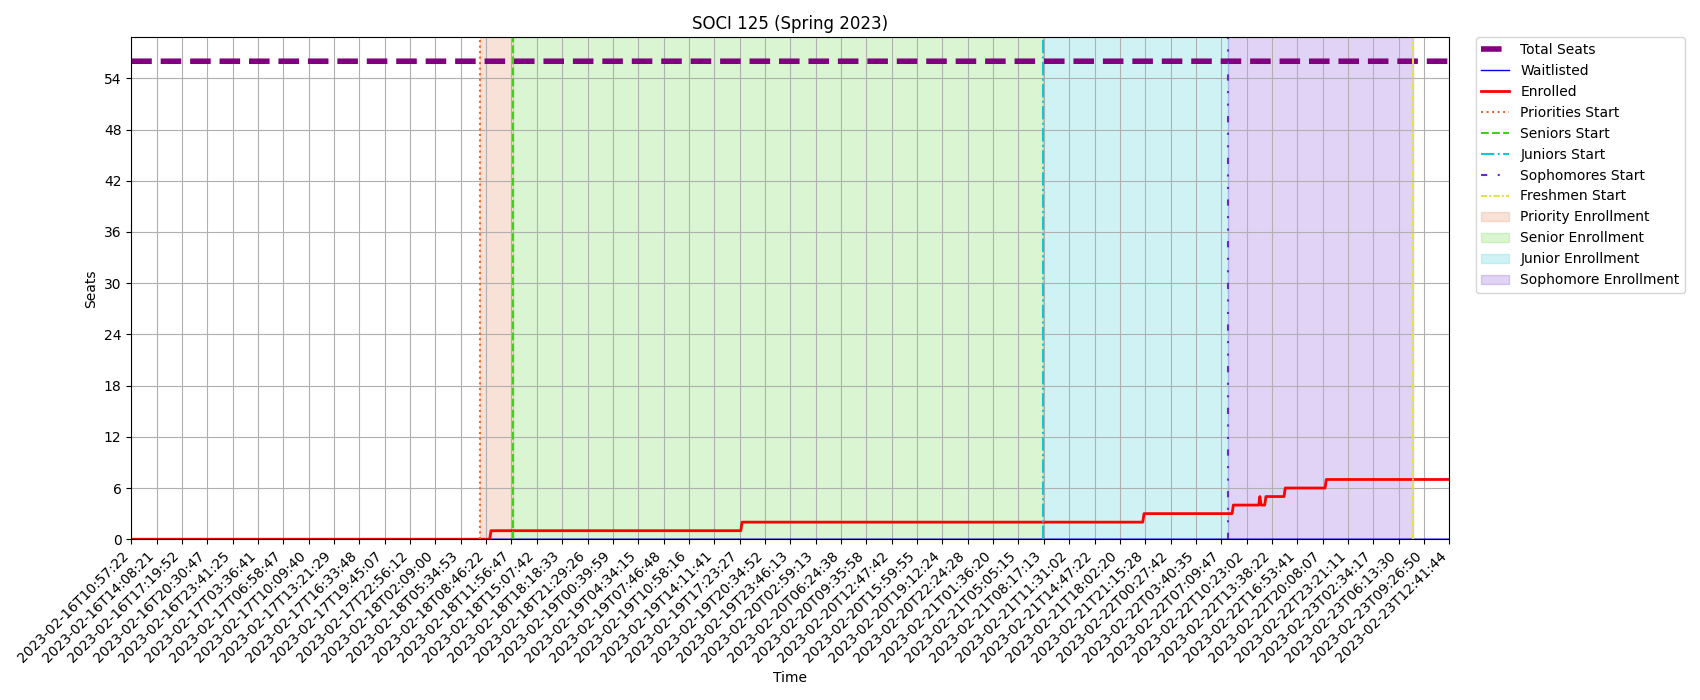 SOCI 125 (Spring 2023)
54
48
42
36
30
24
18
12
6
0
Seats
2023-02-16T10:57:22
2023-02-16T14:08:21
2023-02-16T17:19:52
2023-02-16T20:30:47
2023-02-16T23:41:25
2023-02-17T03:36:41
2023-02-17T06:58:47
2023-02-17T10:09:40
2023-02-17T13:21:29
2023-02-17T16:33:48
2023-02-17T19:45:07
2023-02-17T22:56:12
2023-02-18T02:09:00
2023-02-18T05:34:53
2023-02-18T08:46:22
2023-02-18T11:56:47
2023-02-18T15:07:42
2023-02-18T18:18:33
2023-02-18T21:29:26
2023-02-19T00:39:59
2023-02-19T04:34:15
2023-02-19T07:46:48
2023-02-19T10:58:16
2023-02-19T14:11:41
2023-02-19T17:23:27
2023-02-19T20:34:52
2023-02-19T23:46:13
2023-02-20T02:59:13
2023-02-20T06:24:38
2023-02-20T09:35:58
2023-02-20T12:47:42
2023-02-20T15:59:55
2023-02-20T19:12:24
2023-02-20T22:24:28
2023-02-21T01:36:20
2023-02-21T05:05:15
2023-02-21T08:17:13
2023-02-21T11:31:02
2023-02-21T14:47:22
2023-02-21T18:02:20
2023-02-21T21:15:28
2023-02-22T00:27:42
2023-02-22T03:40:35
2023-02-22T07:09:47
2023-02-22T10:23:02
2023-02-22T13:38:22
2023-02-22T16:53:41
2023-02-22T20:08:07
2023-02-22T23:21:11
2023-02-23T02:34:17
2023-02-23T06:13:30
2023-02-23T09:26:50
2023-02-23T12:41:44
Time
Total Seats
Waitlisted
Enrolled
Priorities Start
Seniors Start
Juniors Start
Sophomores Start
Freshmen Start
Priority Enrollment
Senior Enrollment
Junior Enrollment
Sophomore Enrollment